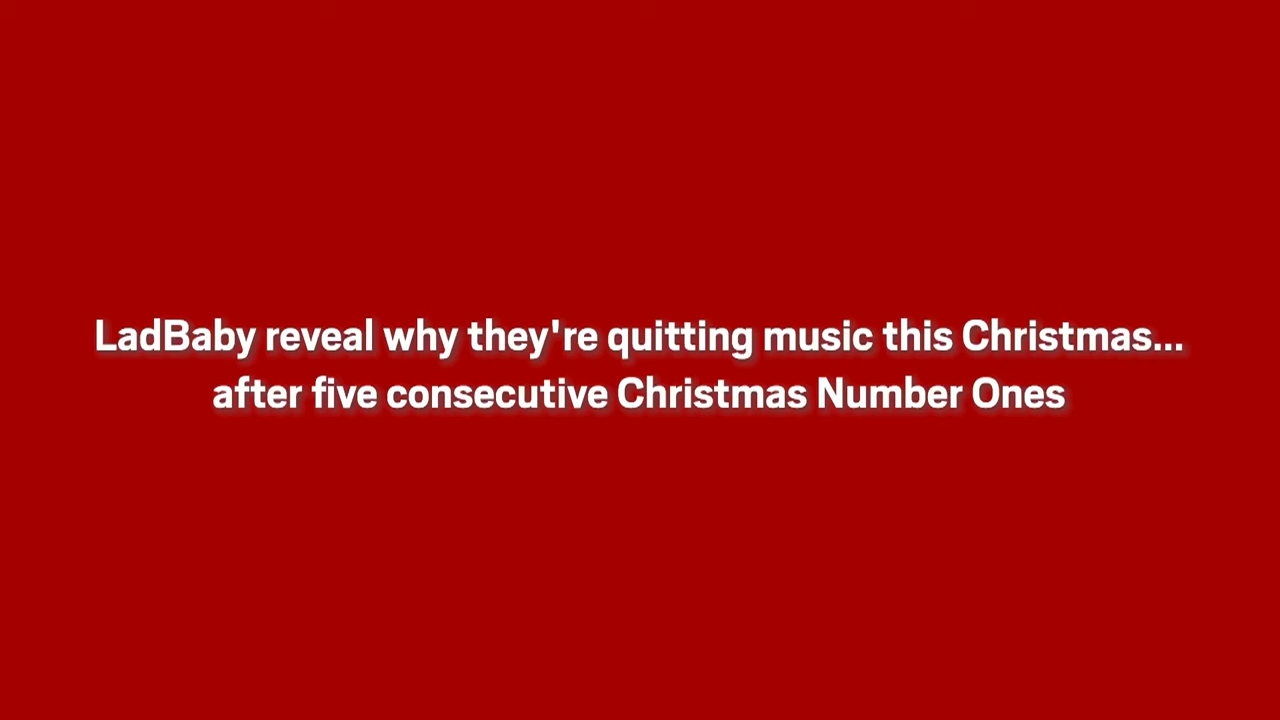 LadBaby reveal why they're quitting music this Christmas...
after five consecutive Christmas Number Ones